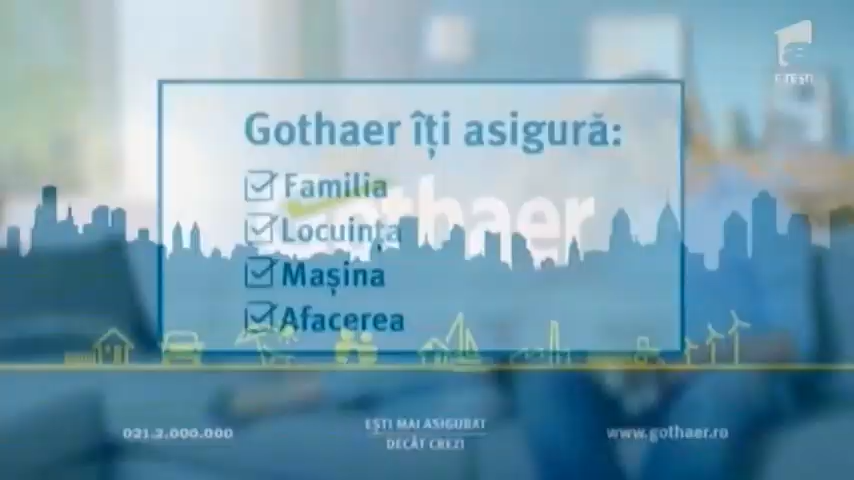 Gothaer îți asigură:
Familia
Gothaer
Locuința
Mașina
Afacerea
021.2.000.000
EȘTI MAI ASIGURAT
DECÂT CREZI
www.gothaer.ro